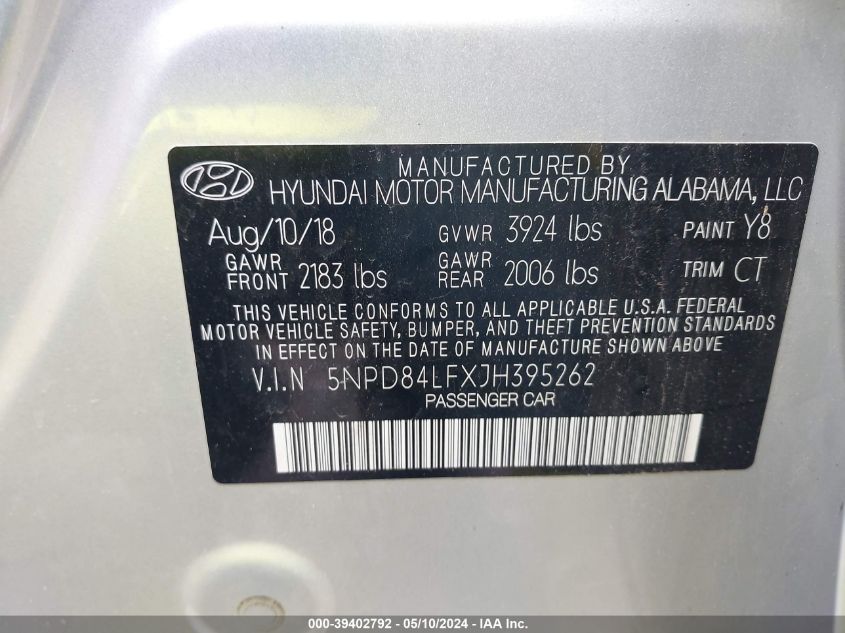 MANUFACTURED BY
HYUNDAI MOTOR MANUFACTURING ALABAMA, LLC
Aug/10/18 GVWR 3924 lbs PAINT Y8
GAWR FRONT 2183 lbs GAWR REAR 2006 lbs TRIM CT
THIS VEHICLE CONFORMS TO ALL APPLICABLE U.S.A. FEDERAL
MOTOR VEHICLE SAFETY, BUMPER, AND THEFT PREVENTION STANDARDS
IN EFFECT ON THE DATE OF MANUFACTURE SHOWN ABOVE
V.I.N 5NPD84LFXJH395262
PASSENGER CAR
000-39402792 - 05/10/2024 - IAA Inc.